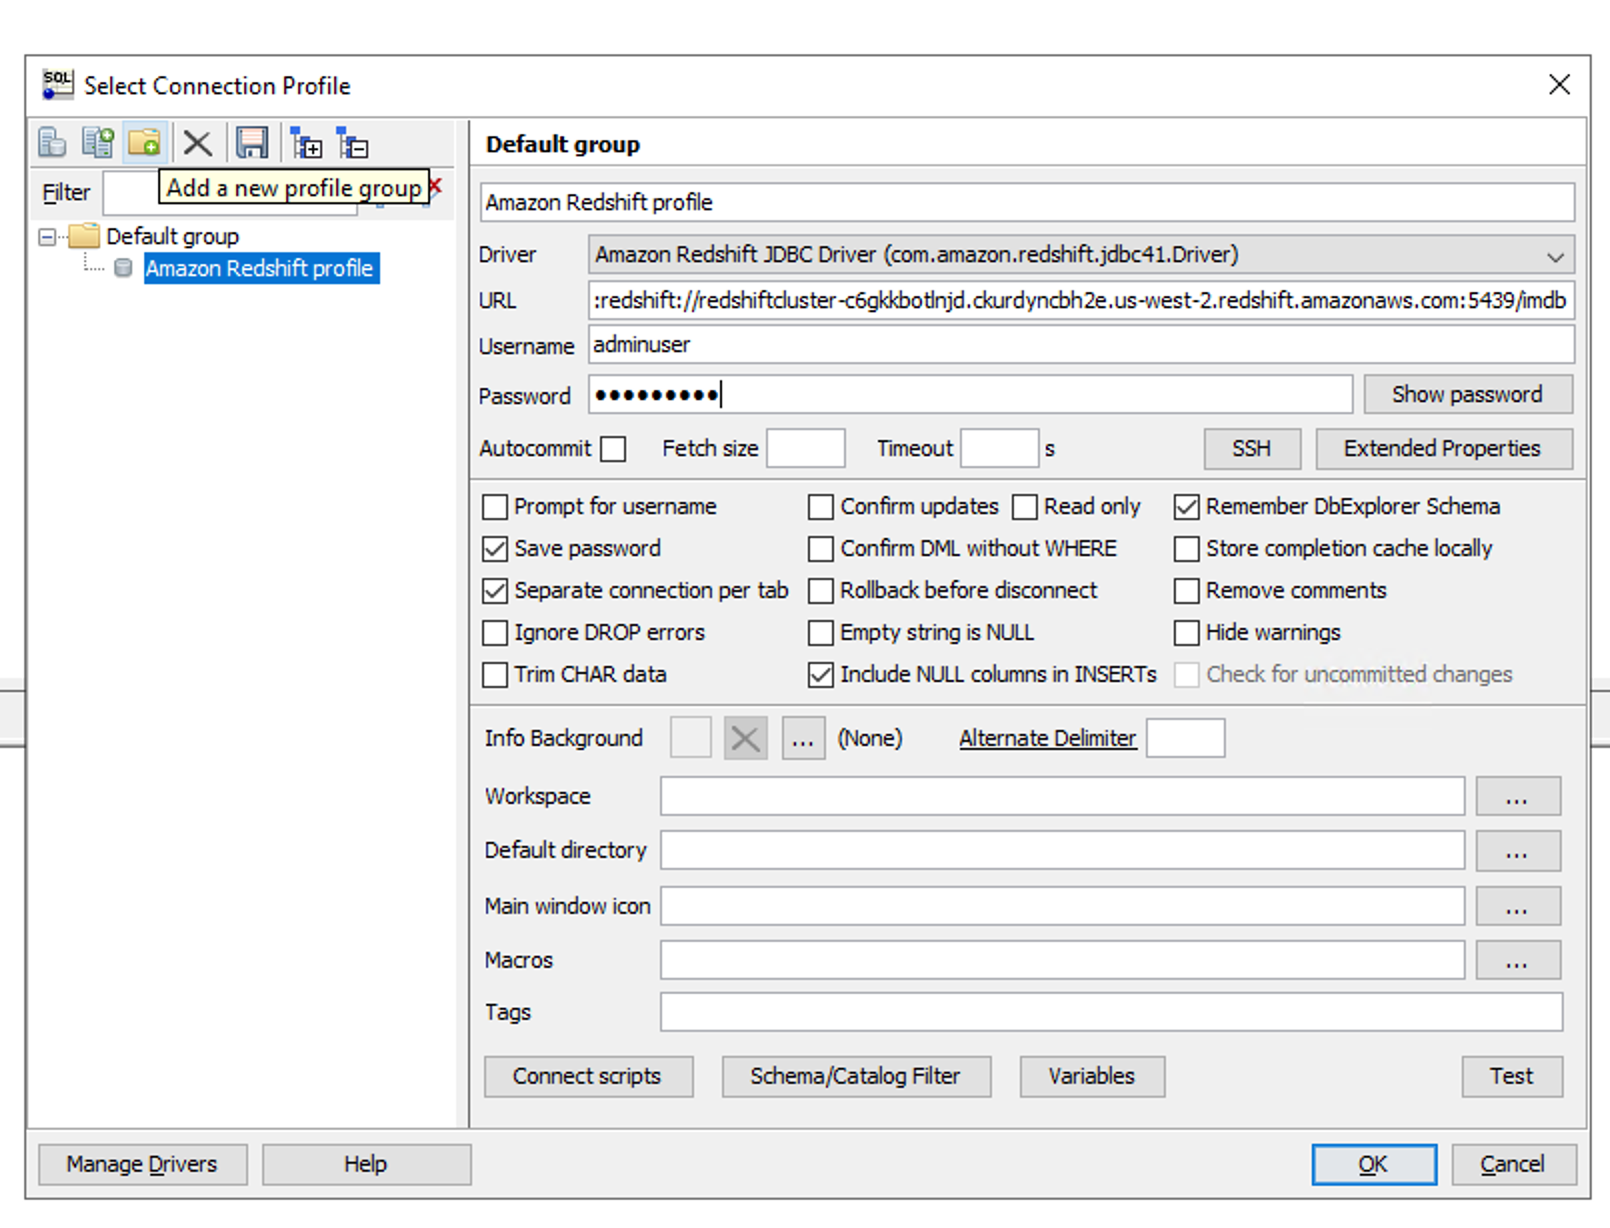 SQL
Select Connection Profile
Add a new profile group
Filter
Default group
Amazon Redshift profile
Default group
Amazon Redshift profile
Driver Amazon Redshift JDBC Driver (com.amazon.redshift.jdbc41.Driver)
URL :redshift://redshiftcluster-c6gkkbotlnjd.ckurdyncbh2e.us-west-2.redshift.amazonaws.com:5439/imdb
Username adminuser
Password ●●●●●●●●● Show password
Autocommit Fetch size Timeout s SSH Extended Properties
Prompt for username Confirm updates Read only Remember DbExplorer Schema
Save password Confirm DML without WHERE Store completion cache locally
Separate connection per tab Rollback before disconnect Remove comments
Ignore DROP errors Empty string is NULL Hide warnings
Trim CHAR data Include NULL columns in INSERTs Check for uncommitted changes
Info Background ... (None) Alternate Delimiter
Workspace ...
Default directory ...
Main window icon ...
Macros ...
Tags
Connect scripts Schema/Catalog Filter Variables Test
Manage Drivers Help OK Cancel